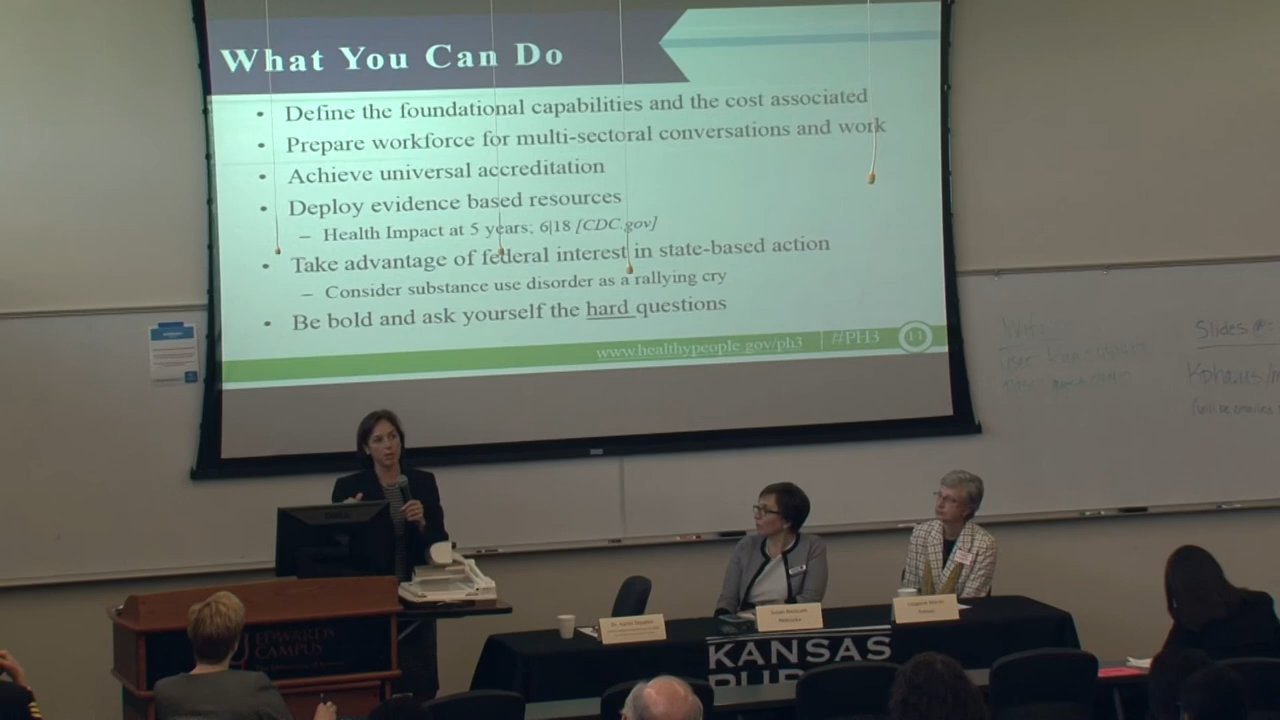 What You Can Do
• Define the foundational capabilities and the cost associated
• Prepare workforce for multi-sectoral conversations and work
• Achieve universal accreditation
• Deploy evidence based resources
– Health Impact at 5 years; 6|18 [CDC.gov]
• Take advantage of federal interest in state-based action
– Consider substance use disorder as a rallying cry
• Be bold and ask yourself the hard questions
www.healthypeople.gov/ph3 | #PH3
Slides
EDWARDS
CAMPUS
KANSAS